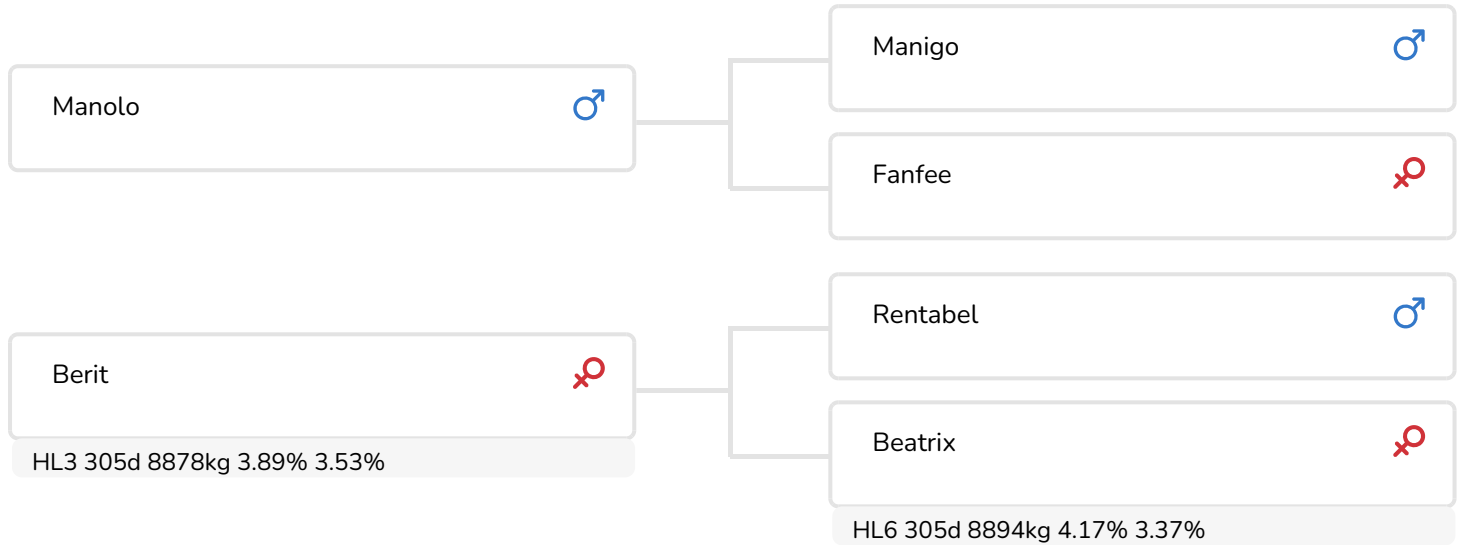 Manolo
Manigo
Fanfee
Berit
HL3 305d 8878kg 3.89% 3.53%
Rentabel
Beatrix
HL6 305d 8894kg 4.17% 3.37%